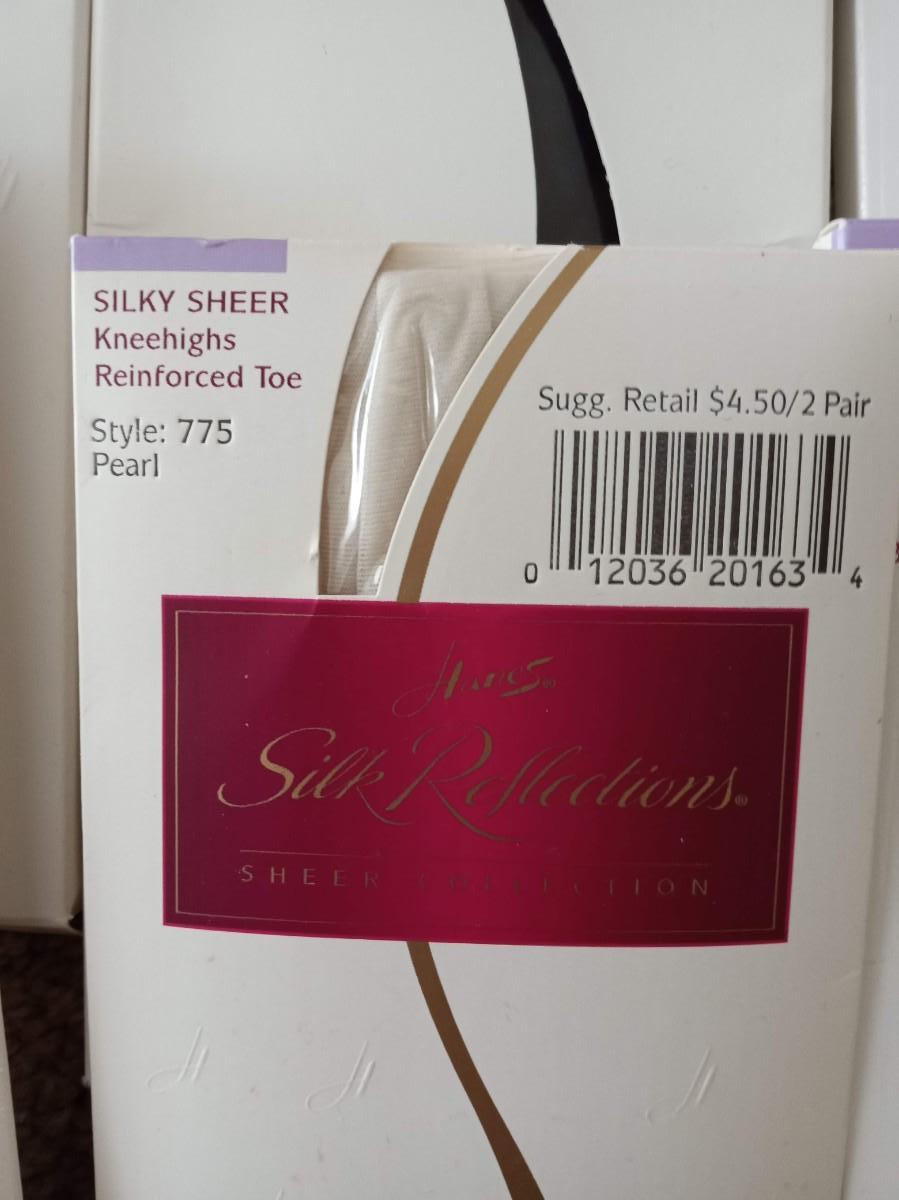 SILKY SHEER
Kneehighs
Reinforced Toe
Style: 775
Pearl
Sugg. Retail $4.50/2 Pair
0 12036 20163 4
Hanes®
Silk Reflections®
SHEER COLLECTION